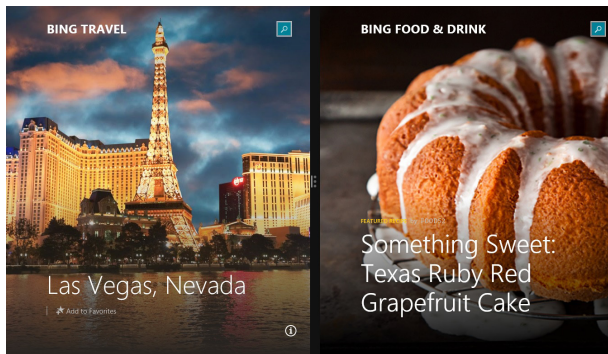 BING TRAVEL
Las Vegas, Nevada
Add to Favorites
BING FOOD & DRINK
Something Sweet:
Texas Ruby Red
Grapefruit Cake